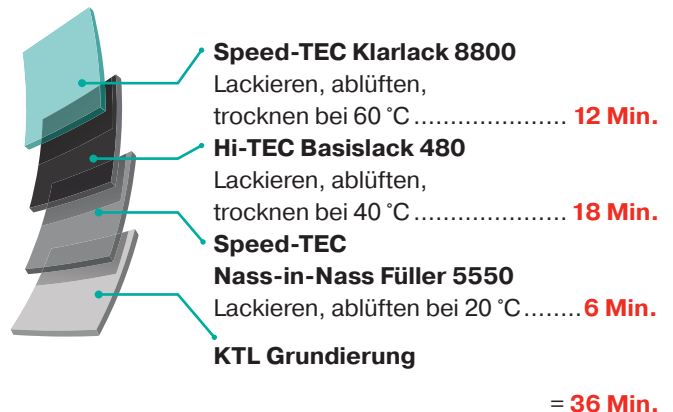 Speed-TEC Klarlack 8800
Lackieren, ablüften,
trocknen bei 60 °C ..................... 12 Min.
Hi-TEC Basislack 480
Lackieren, ablüften,
trocknen bei 40 °C ..................... 18 Min.
Speed-TEC
Nass-in-Nass Füller 5550
Lackieren, ablüften bei 20 °C ........ 6 Min.
KTL Grundierung
= 36 Min.